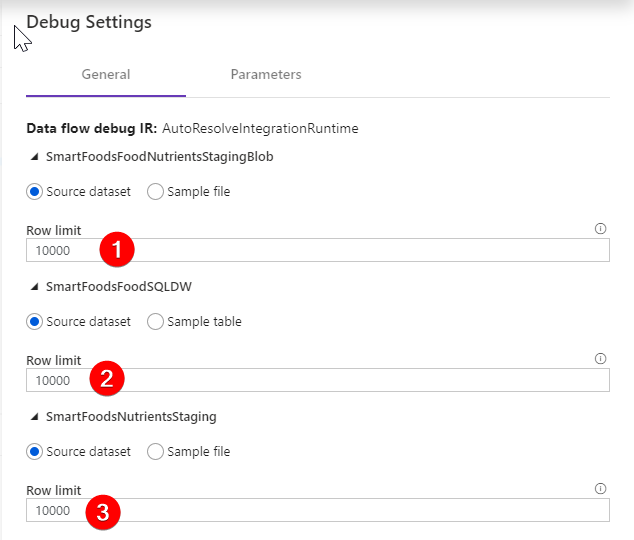 Debug Settings
General Parameters
Data flow debug IR: AutoResolveIntegrationRuntime
SmartFoodsFoodNutrientsStagingBlob
Source dataset Sample file
Row limit
10000 1
SmartFoodsFoodSQLDW
Source dataset Sample table
Row limit
10000 2
SmartFoodsNutrientsStaging
Source dataset Sample file
Row limit
10000 3